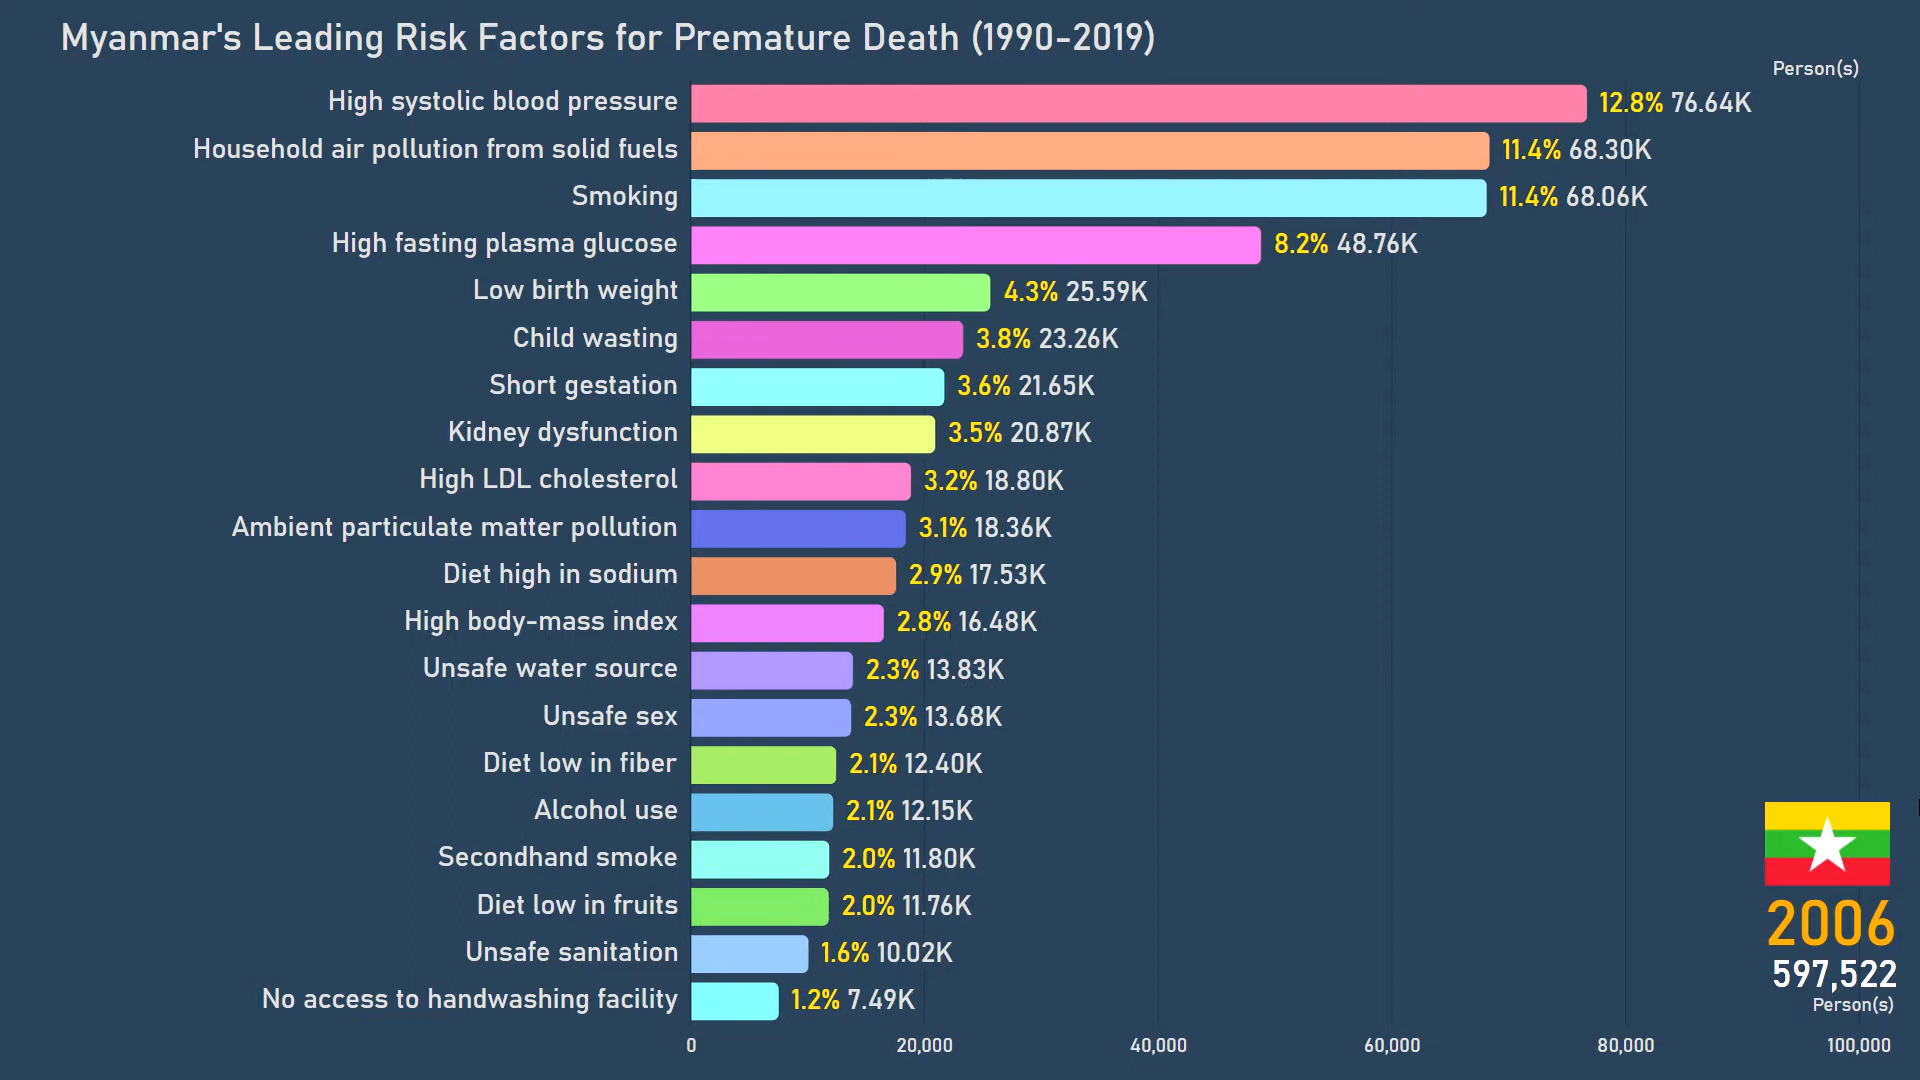 Myanmar's Leading Risk Factors for Premature Death (1990-2019)
Person(s)
High systolic blood pressure 12.8% 76.64K
Household air pollution from solid fuels 11.4% 68.30K
Smoking 11.4% 68.06K
High fasting plasma glucose 8.2% 48.76K
Low birth weight 4.3% 25.59K
Child wasting 3.8% 23.26K
Short gestation 3.6% 21.65K
Kidney dysfunction 3.5% 20.87K
High LDL cholesterol 3.2% 18.80K
Ambient particulate matter pollution 3.1% 18.36K
Diet high in sodium 2.9% 17.53K
High body-mass index 2.8% 16.48K
Unsafe water source 2.3% 13.83K
Unsafe sex 2.3% 13.68K
Diet low in fiber 2.1% 12.40K
Alcohol use 2.1% 12.15K
Secondhand smoke 2.0% 11.80K
Diet low in fruits 2.0% 11.76K
Unsafe sanitation 1.6% 10.02K
No access to handwashing facility 1.2% 7.49K
2006
597,522
Person(s)
0 20,000 40,000 60,000 80,000 100,000